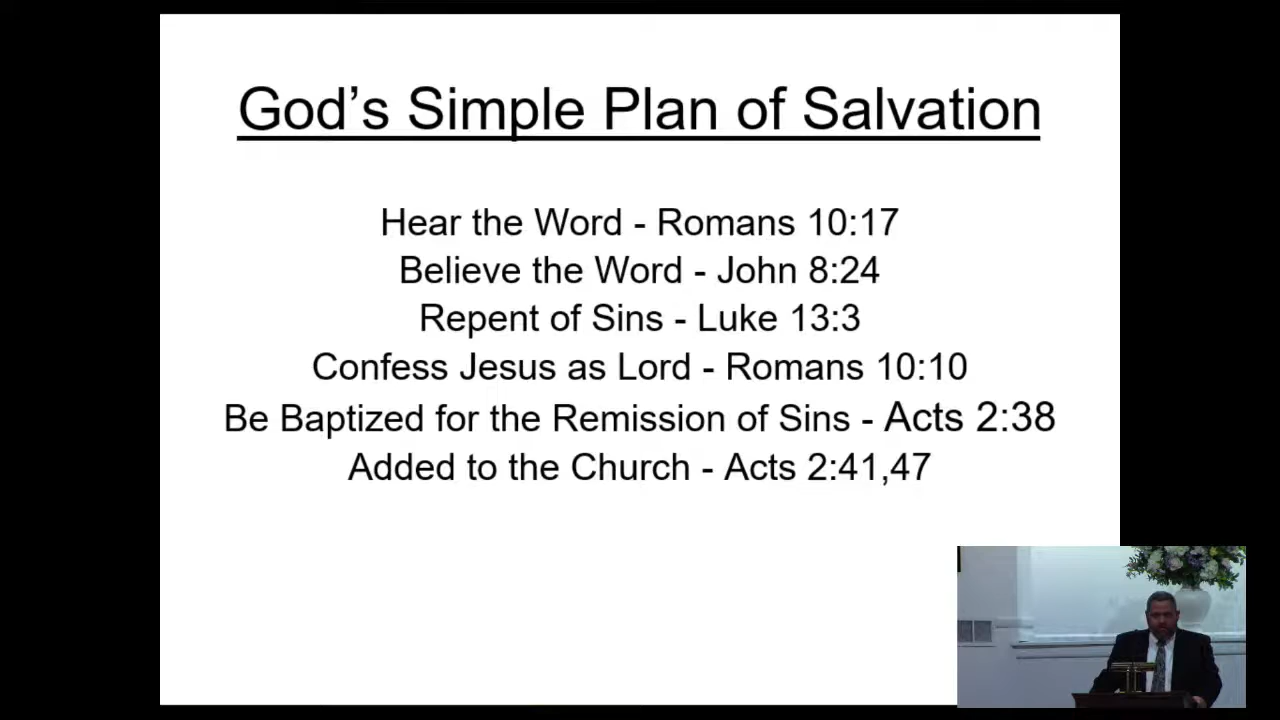 God’s Simple Plan of Salvation
Hear the Word - Romans 10:17
Believe the Word - John 8:24
Repent of Sins - Luke 13:3
Confess Jesus as Lord - Romans 10:10
Be Baptized for the Remission of Sins - Acts 2:38
Added to the Church - Acts 2:41,47